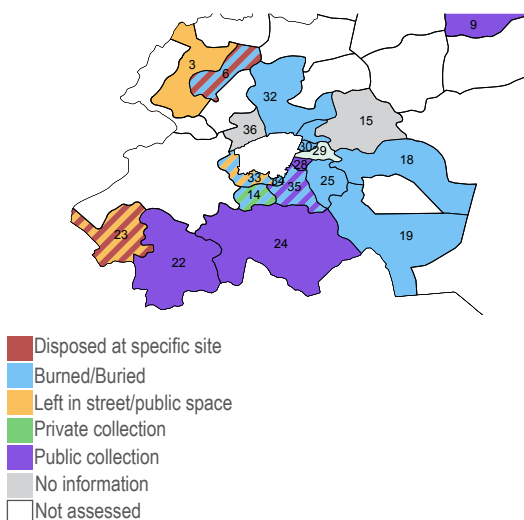 9
3
6
32
15
36
30
29
28
18
33
34
25
35
14
23
19
24
22
Disposed at specific site
Burned/Buried
Left in street/public space
Private collection
Public collection
No information
Not assessed